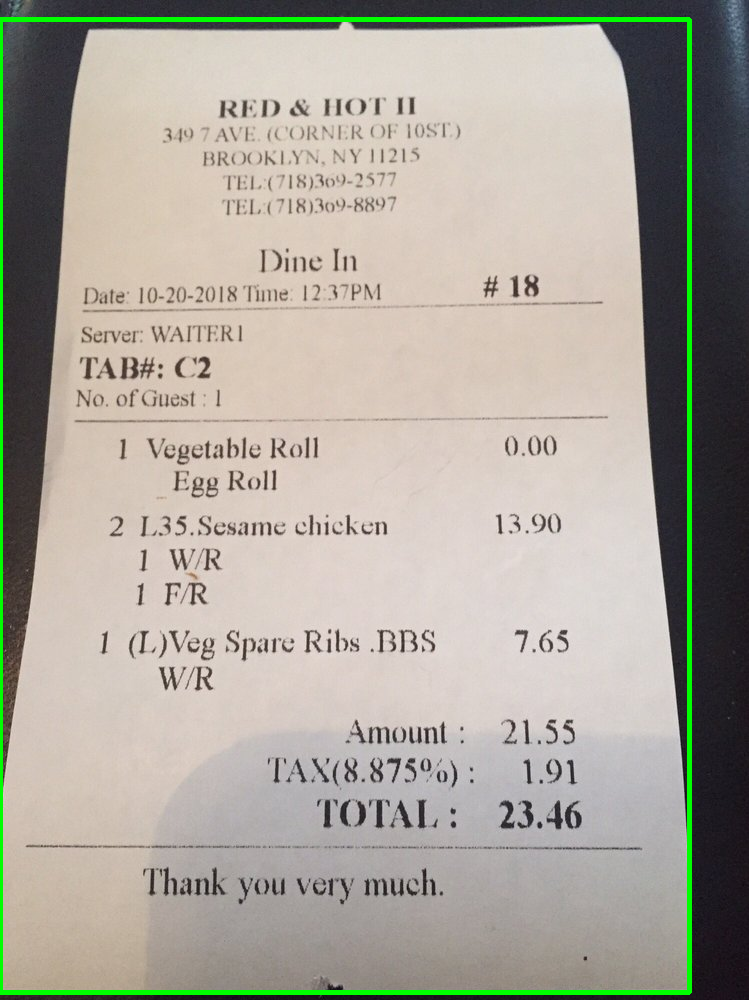 RED & HOT II
349 7 AVE. (CORNER OF 10ST.)
BROOKLYN, NY 11215
TEL:(718)369-2577
TEL:(718)369-8897
Dine In
Date: 10-20-2018 Time: 12:37PM # 18
Server: WAITER1
TAB#: C2
No. of Guest : 1
1 Vegetable Roll 0.00
Egg Roll
2 L35.Sesame chicken 13.90
1 W/R
1 F/R
1 (L)Veg Spare Ribs .BBS 7.65
W/R
Amount : 21.55
TAX(8.875%) : 1.91
TOTAL : 23.46
Thank you very much.